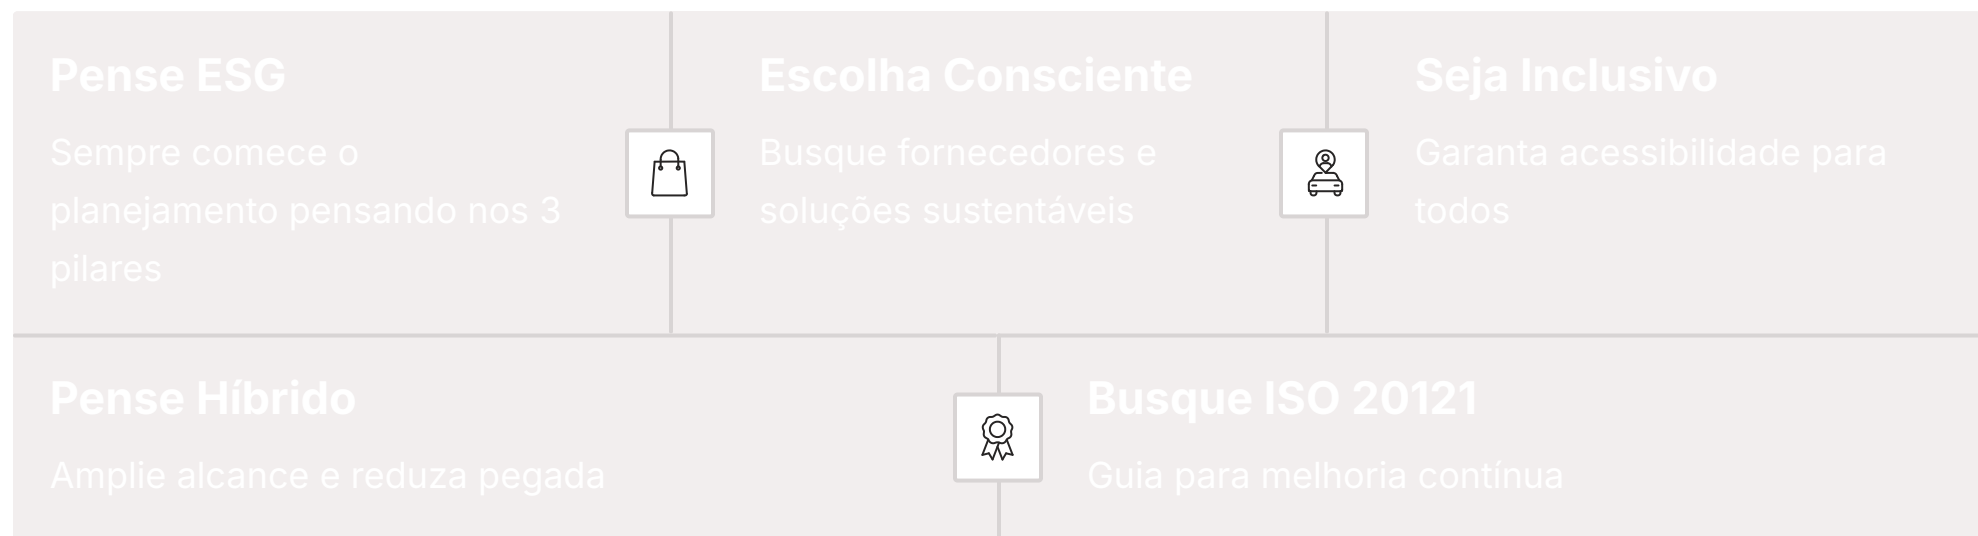 Pense ESG
Sempre comece o
planejamento pensando nos 3
pilares
Escolha Consciente
Busque fornecedores e
soluções sustentáveis
Seja Inclusivo
Garanta acessibilidade para
todos
Pense Híbrido
Amplie alcance e reduza pegada
Busque ISO 20121
Guia para melhoria contínua